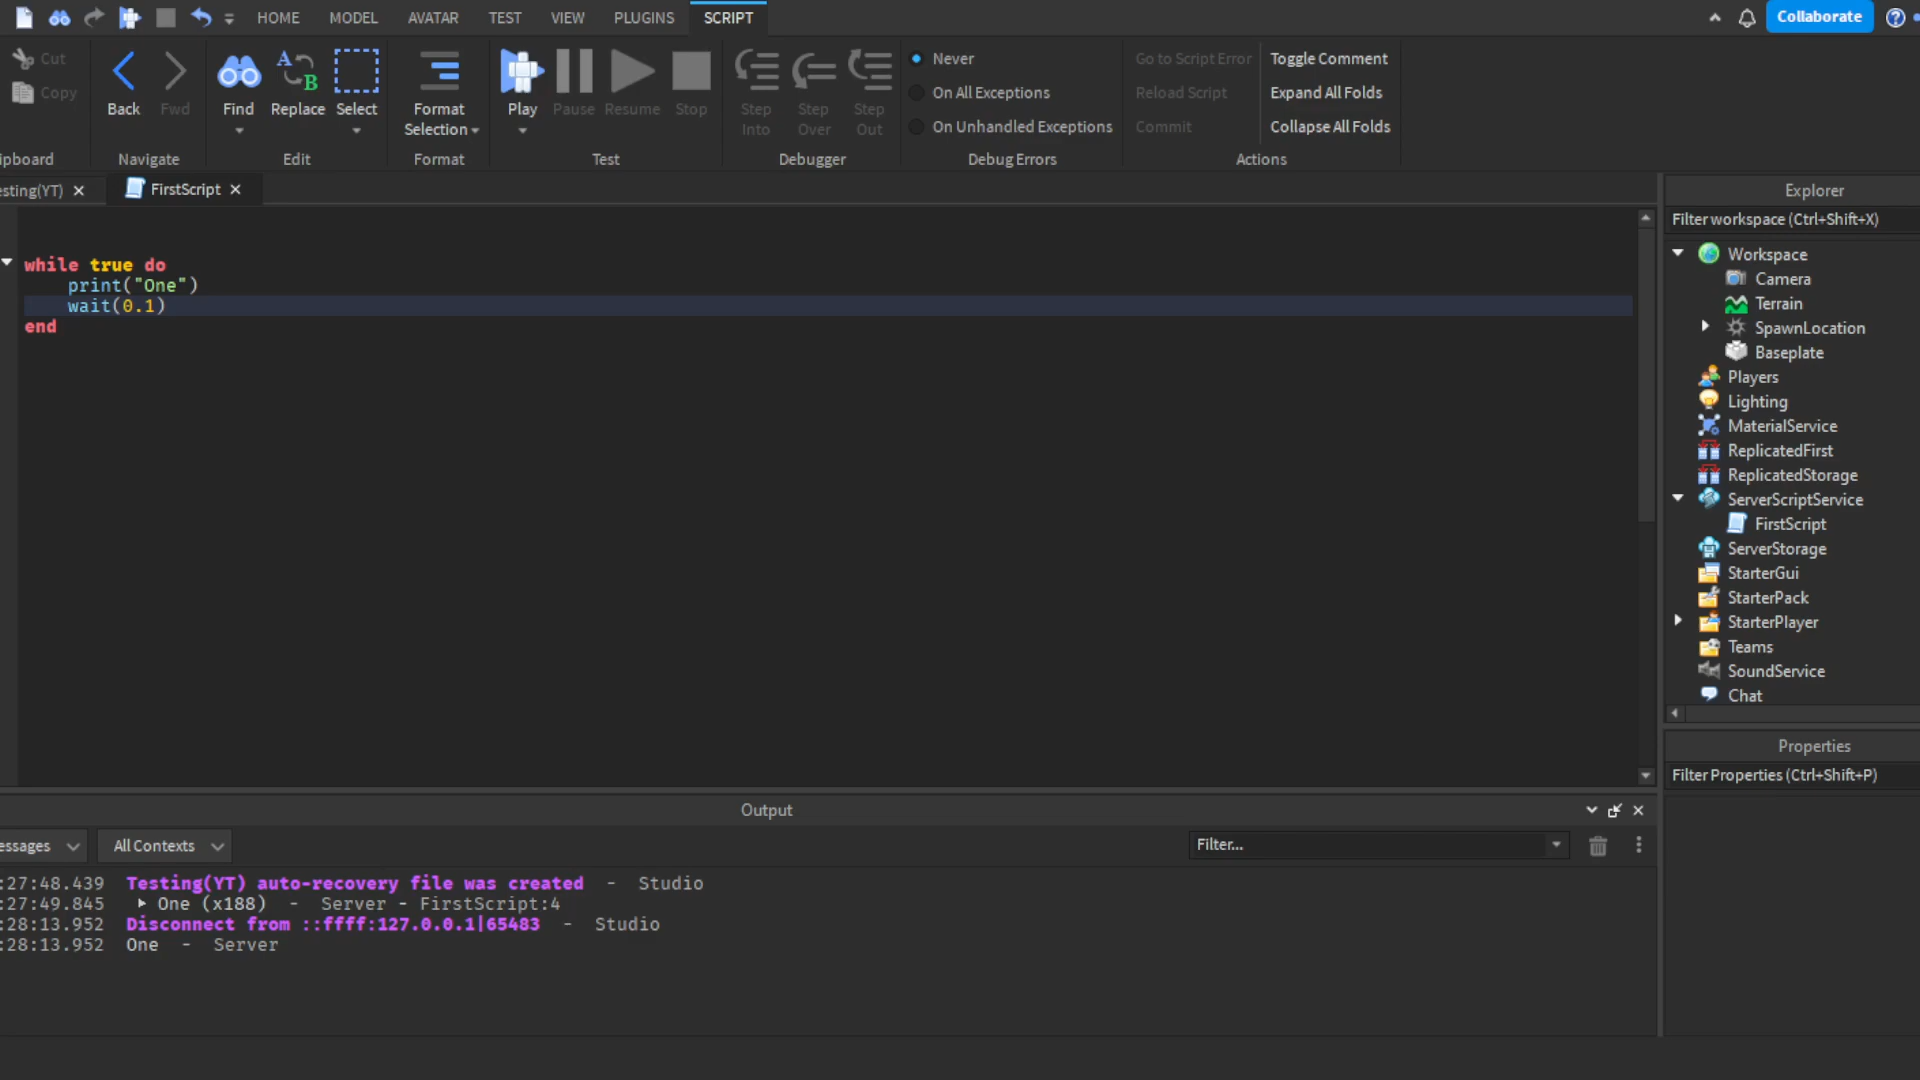 HOME MODEL AVATAR TEST VIEW PLUGINS SCRIPT Collaborate ?
Cut
Copy
ipboard
Back Fwd
Navigate
Find Replace Select
Edit
Format
Selection
Format
Play Pause Resume Stop
Test
Step Into Step Over Step Out
Debugger
Never
On All Exceptions
On Unhandled Exceptions
Debug Errors
Go to Script Error Toggle Comment
Reload Script Expand All Folds
Commit Collapse All Folds
Actions
esting(YT) FirstScript
while true do
print("One")
wait(0.1)
end
Explorer
Filter workspace (Ctrl+Shift+X)
Workspace
Camera
Terrain
SpawnLocation
Baseplate
Players
Lighting
MaterialService
ReplicatedFirst
ReplicatedStorage
ServerScriptService
FirstScript
ServerStorage
StarterGui
StarterPack
StarterPlayer
Teams
SoundService
Chat
Properties
Filter Properties (Ctrl+Shift+P)
Output
essages All Contexts Filter...
:27:48.439 Testing(YT) auto-recovery file was created - Studio
:27:49.845 One (x188) - Server - FirstScript:4
:28:13.952 Disconnect from ::ffff:127.0.0.1|65483 - Studio
:28:13.952 One - Server